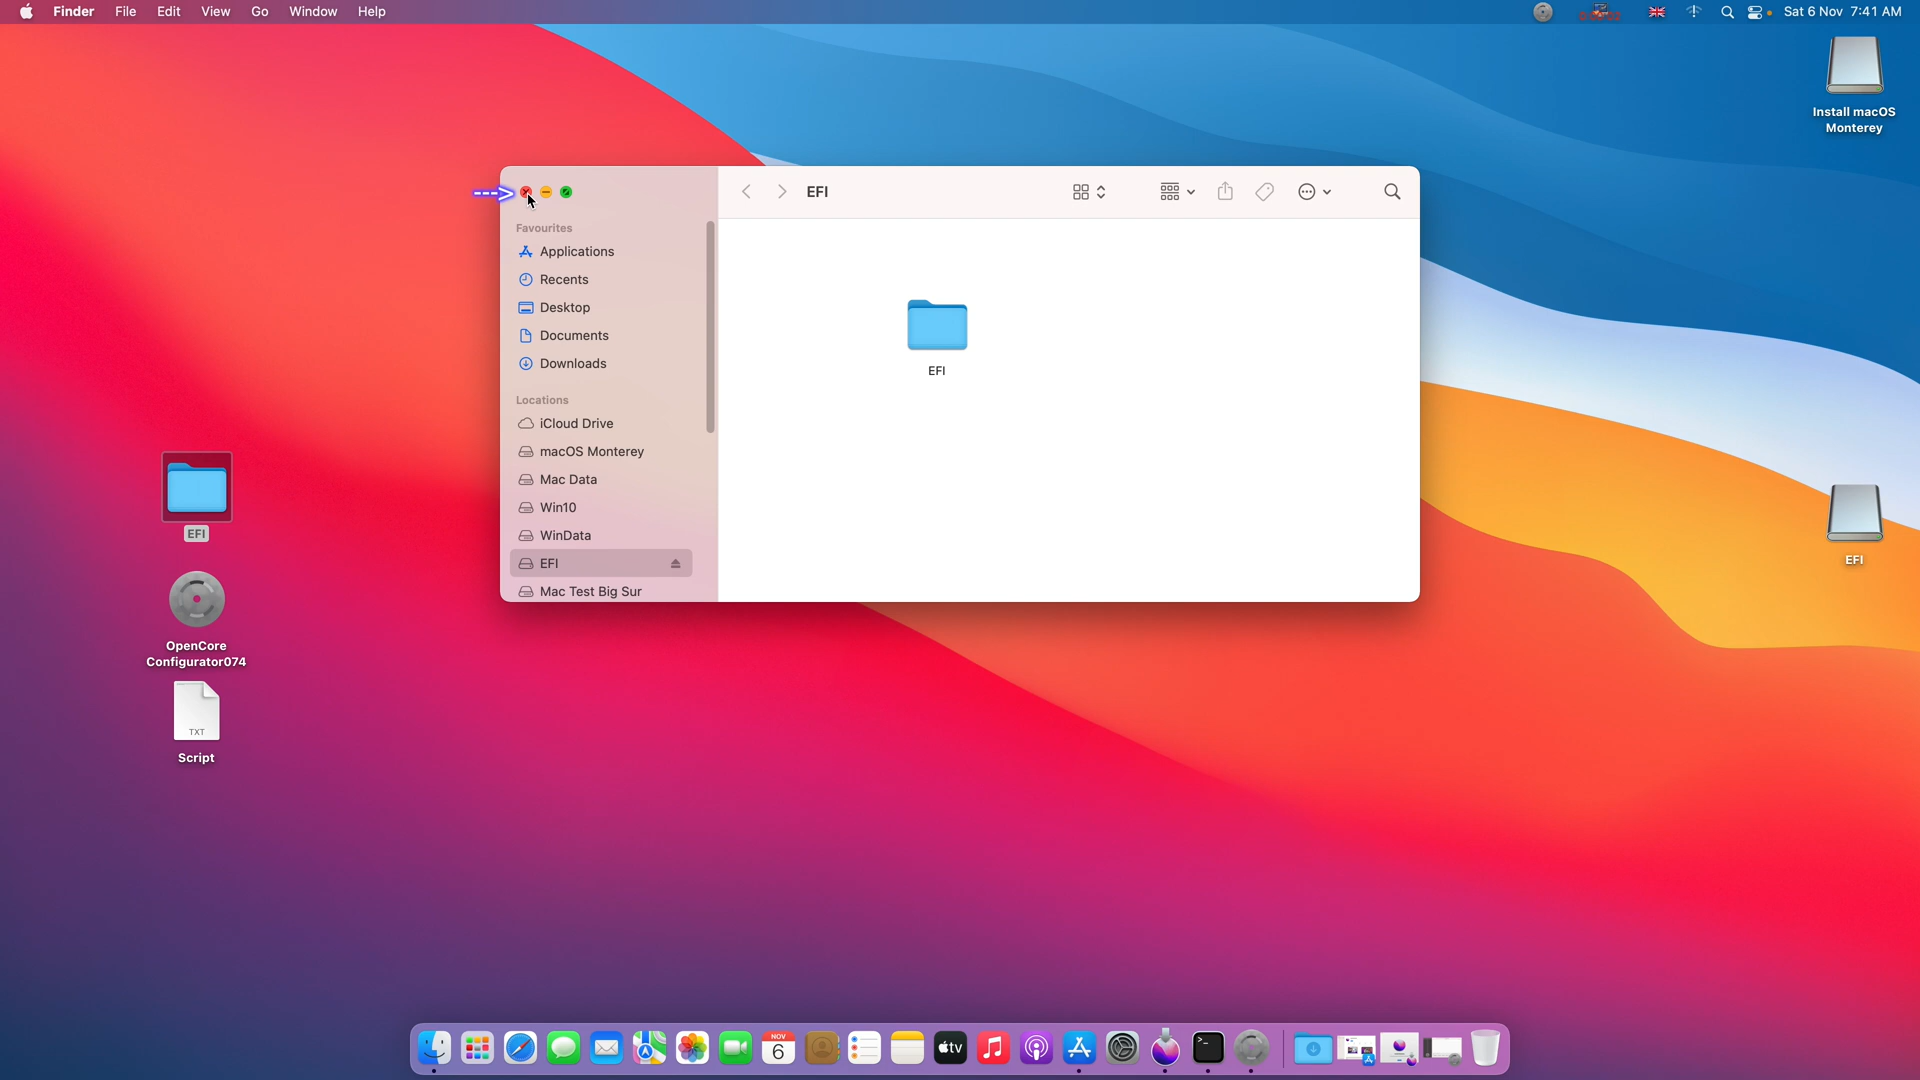 Finder File Edit View Go Window Help
Sat 6 Nov 7:41 AM
Install macOS
Monterey
EFI
Favourites
Applications
Recents
Desktop
Documents
Downloads
Locations
iCloud Drive
macOS Monterey
Mac Data
Win10
WinData
EFI
Mac Test Big Sur
EFI
EFI
OpenCore
Configurator074
TXT
Script
EFI
NOV
6
tv